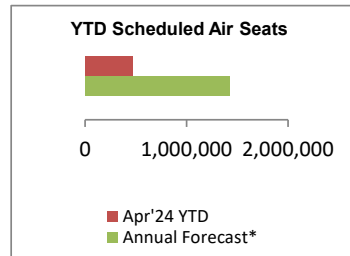 YTD Scheduled Air Seats
0 1,000,000 2,000,000
Apr'24 YTD
Annual Forecast*